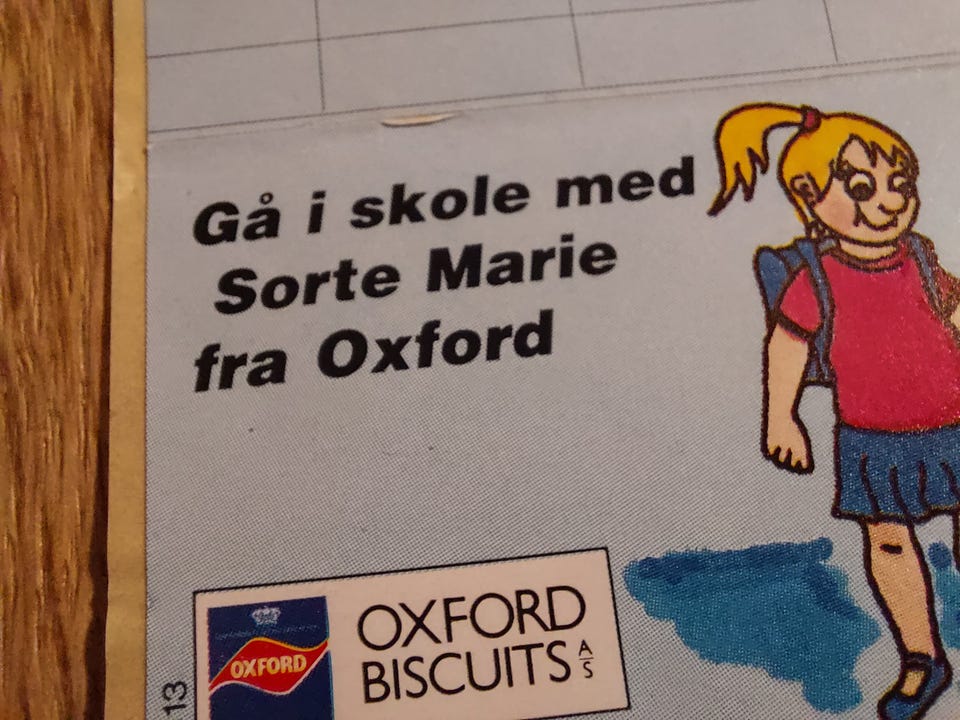 Gå i skole med
Sorte Marie
fra Oxford
OXFORD
BISCUITS A/S
OXFORD
13